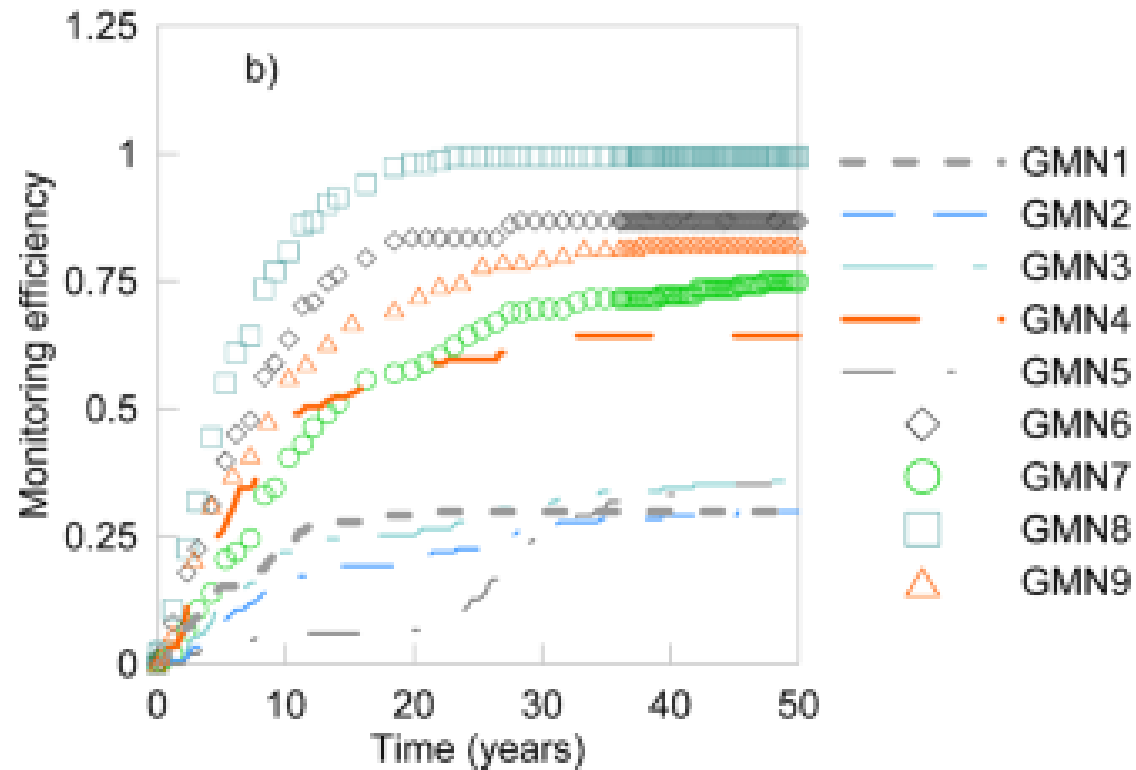 1.25
b)
1
0.75
0.5
0.25
0
Monitoring efficiency
0 10 20 30 40 50
Time (years)
GMN1
GMN2
GMN3
GMN4
GMN5
GMN6
GMN7
GMN8
GMN9